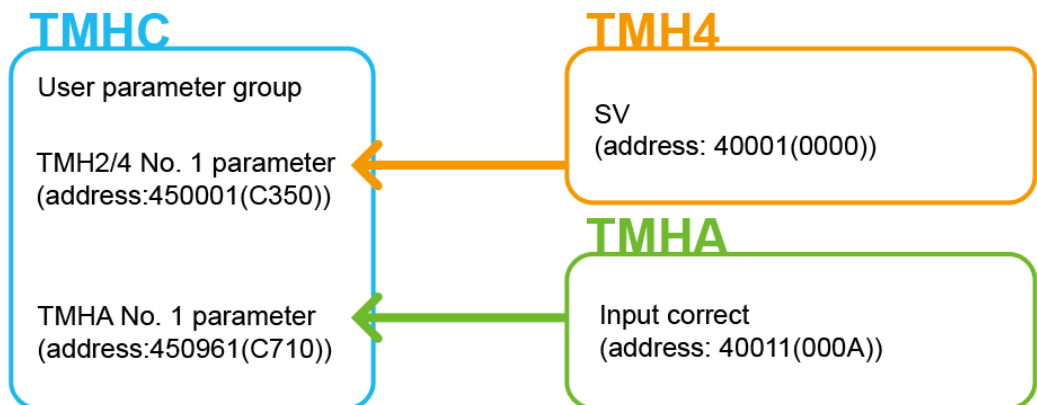 TMHC
User parameter group
TMH2/4 No. 1 parameter
(address:450001(C350))
TMHA No. 1 parameter
(address:450961(C710))
TMH4
SV
(address: 40001(0000))
TMHA
Input correct
(address: 40011(000A))